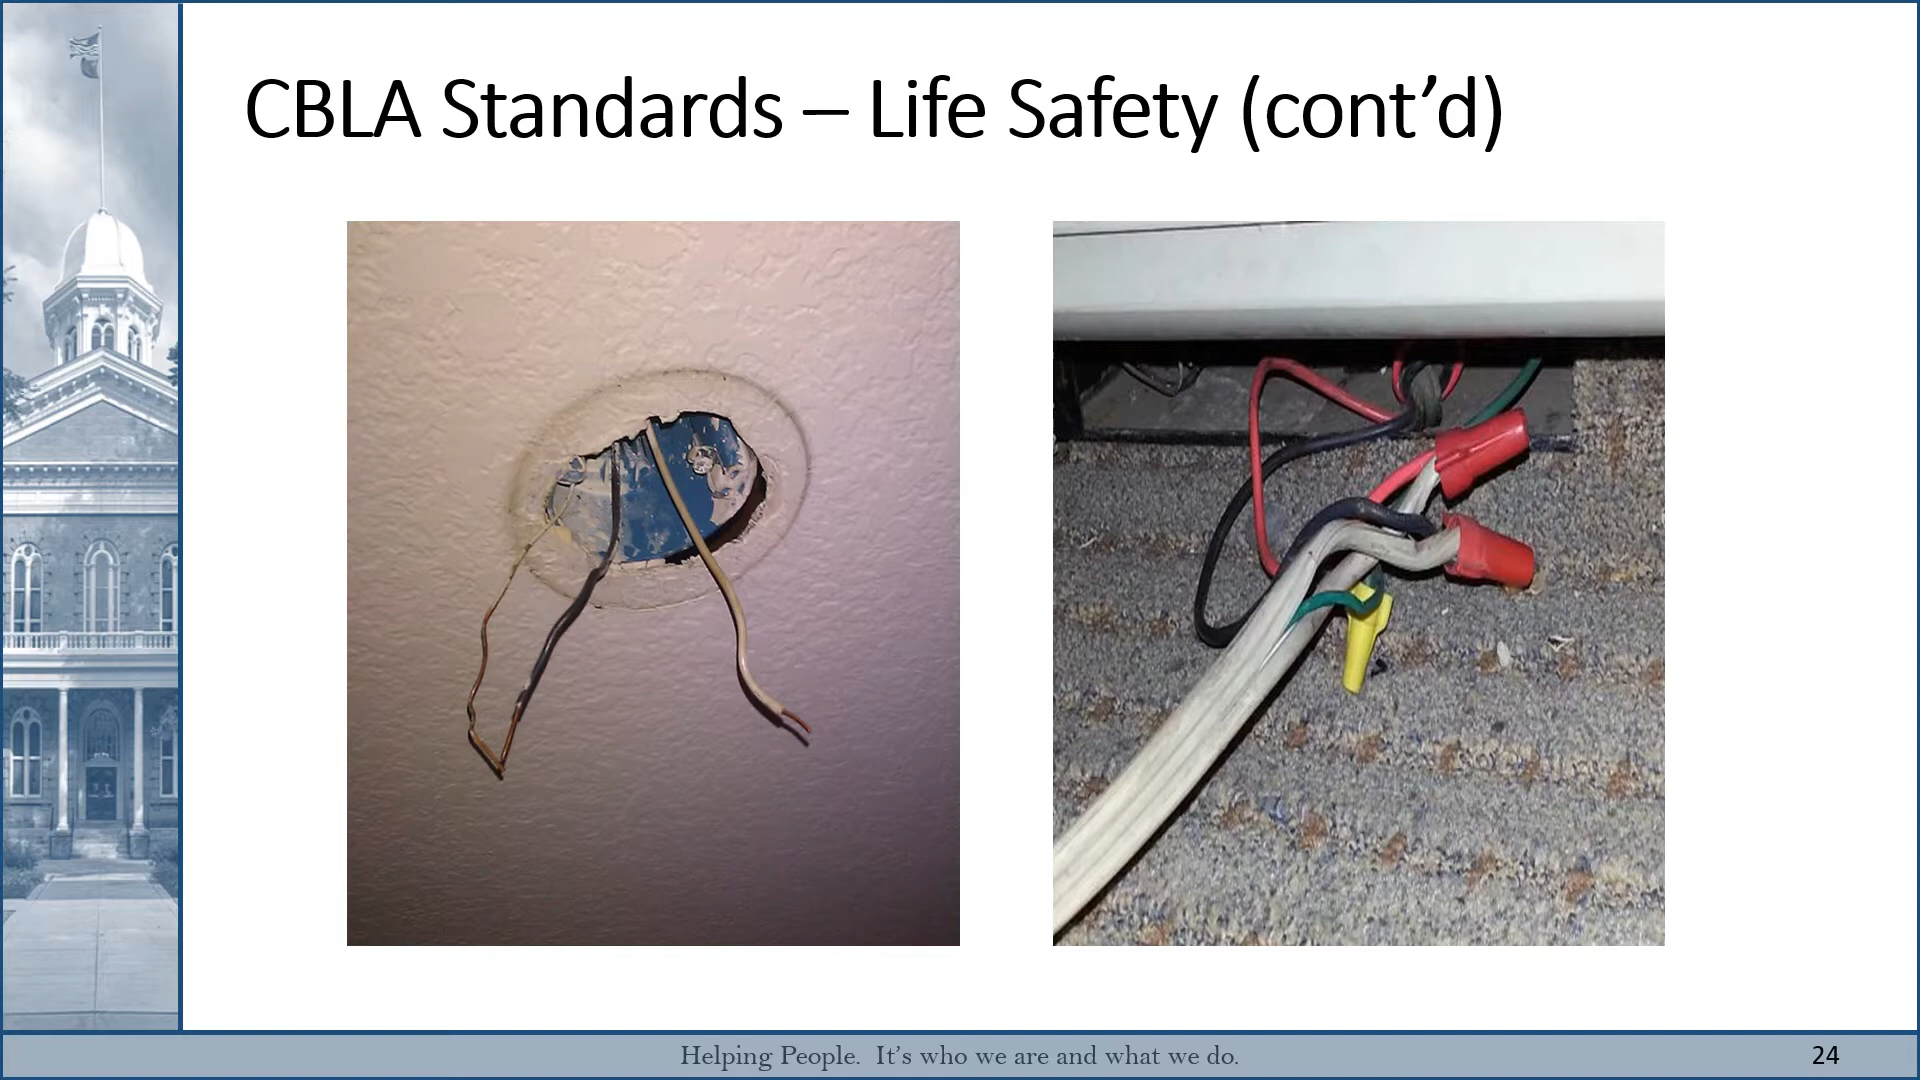 CBLA Standards – Life Safety (cont’d)
Helping People.  It’s who we are and what we do.
24